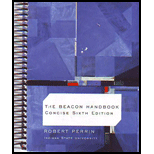 THE BEACON HANDBOOK
CONCISE SIXTH EDITION
ROBERT PERRIN
INDIANA STATE UNIVERSITY